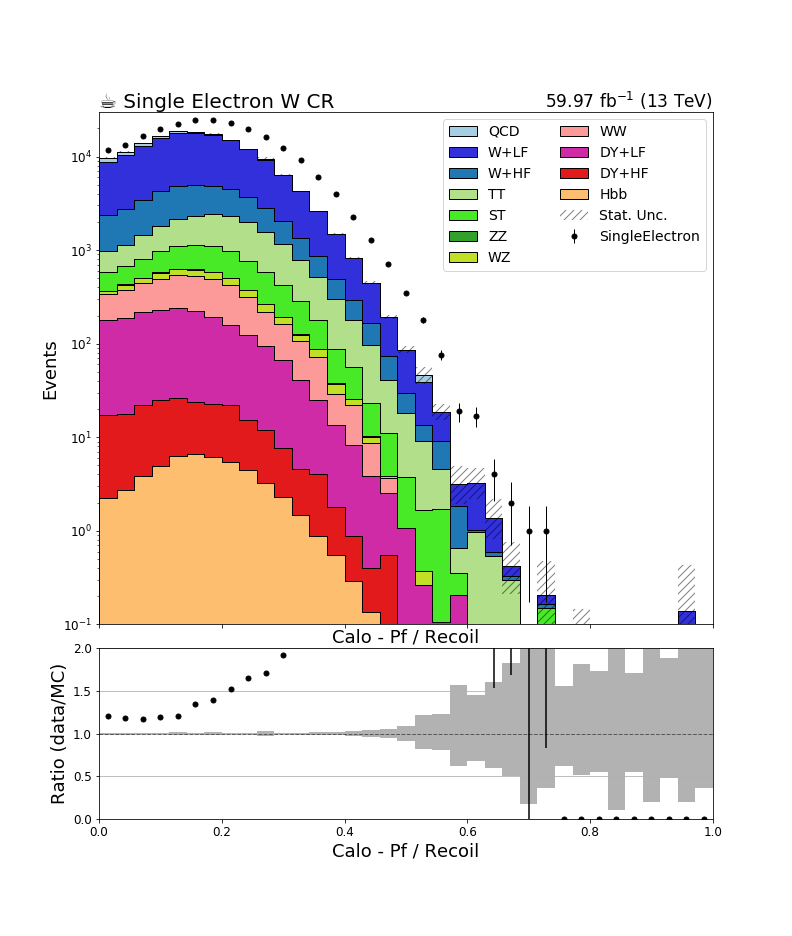 ☕ Single Electron W CR
59.97 fb⁻¹ (13 TeV)
QCD
W+LF
W+HF
TT
ST
ZZ
WZ
WW
DY+LF
DY+HF
Hbb
Stat. Unc.
SingleElectron
Events
10⁴
10³
10²
10¹
10⁰
10⁻¹
Calo - Pf / Recoil
Ratio (data/MC)
2.0
1.5
1.0
0.5
0.0
0.0 0.2 0.4 0.6 0.8 1.0
Calo - Pf / Recoil